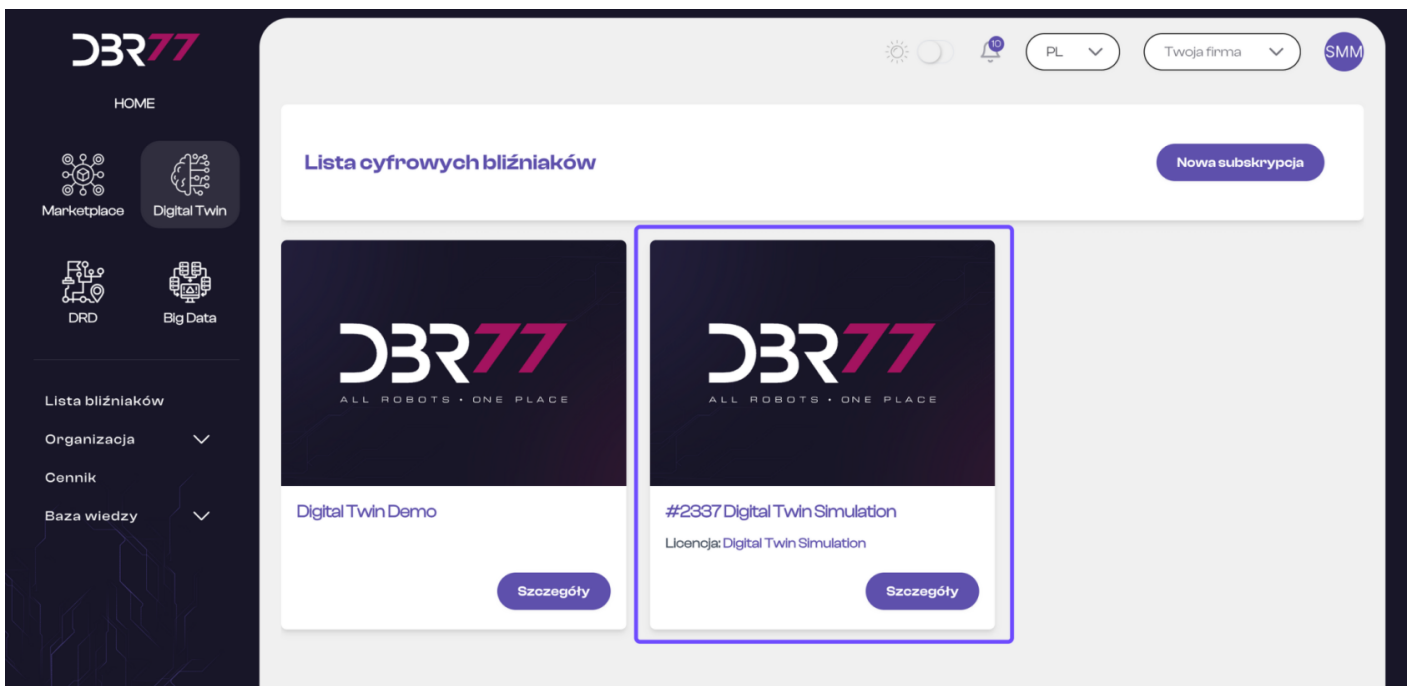 DBR77
HOME
Marketplace
Digital Twin
DRD
Big Data
Lista bliźniaków
Organizacja
Cennik
Baza wiedzy
10
PL
Twoja firma
SMM
Lista cyfrowych bliźniaków
Nowa subskrypcja
DBR77
ALL ROBOTS • ONE PLACE
Digital Twin Demo
Szczegóły
DBR77
ALL ROBOTS • ONE PLACE
#2337 Digital Twin Simulation
Licencja: Digital Twin Simulation
Szczegóły